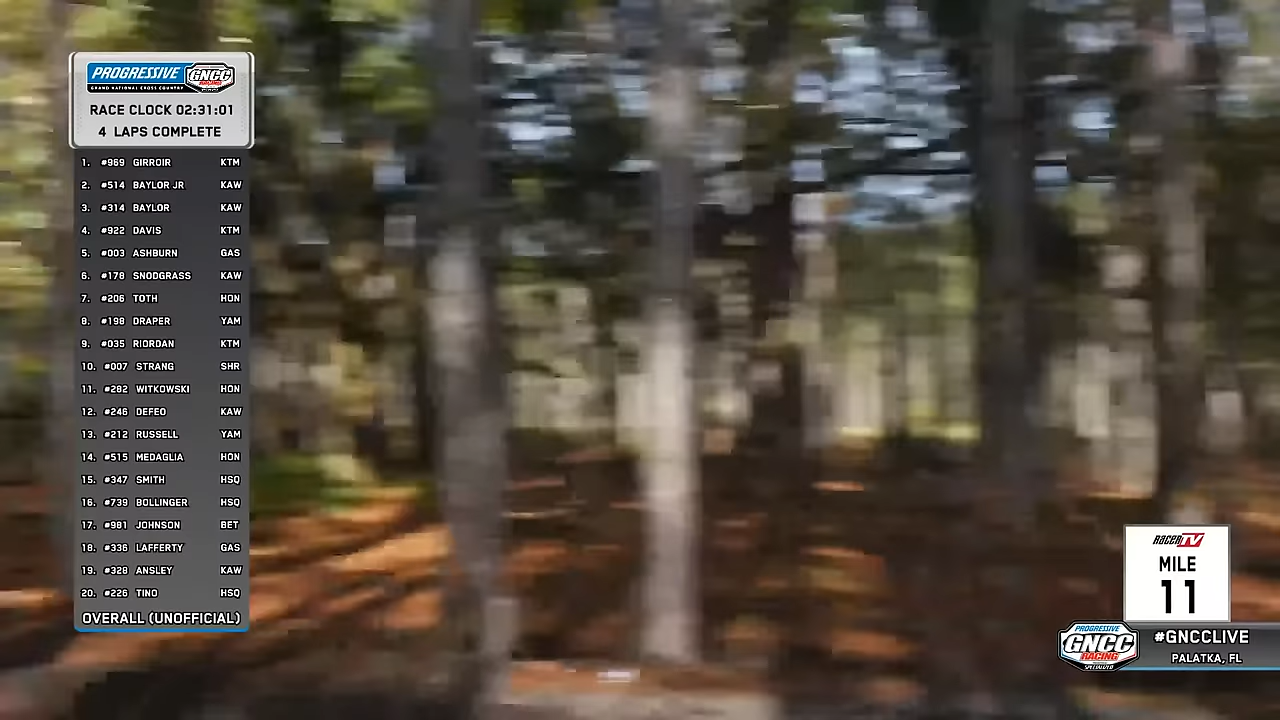 PROGRESSIVE GNCC RACING
GRAND NATIONAL CROSS COUNTRY
RACE CLOCK 02:31:01
4 LAPS COMPLETE
1. #969 GIRROIR KTM
2. #514 BAYLOR JR KAW
3. #314 BAYLOR KAW
4. #922 DAVIS KTM
5. #003 ASHBURN GAS
6. #178 SNODGRASS KAW
7. #206 TOTH HON
8. #198 DRAPER YAM
9. #035 RIORDAN KTM
10. #007 STRANG SHR
11. #282 WITKOWSKI HON
12. #246 DEFEO KAW
13. #212 RUSSELL YAM
14. #515 MEDAGLIA HON
15. #347 SMITH HSQ
16. #739 BOLLINGER HSQ
17. #981 JOHNSON BET
18. #336 LAFFERTY GAS
19. #328 ANSLEY KAW
20. #226 TINO HSQ
OVERALL (UNOFFICIAL)
RACER TV
MILE
11
PROGRESSIVE
GNCC
RACING
SPECIALIZED
#GNCCLIVE
PALATKA, FL